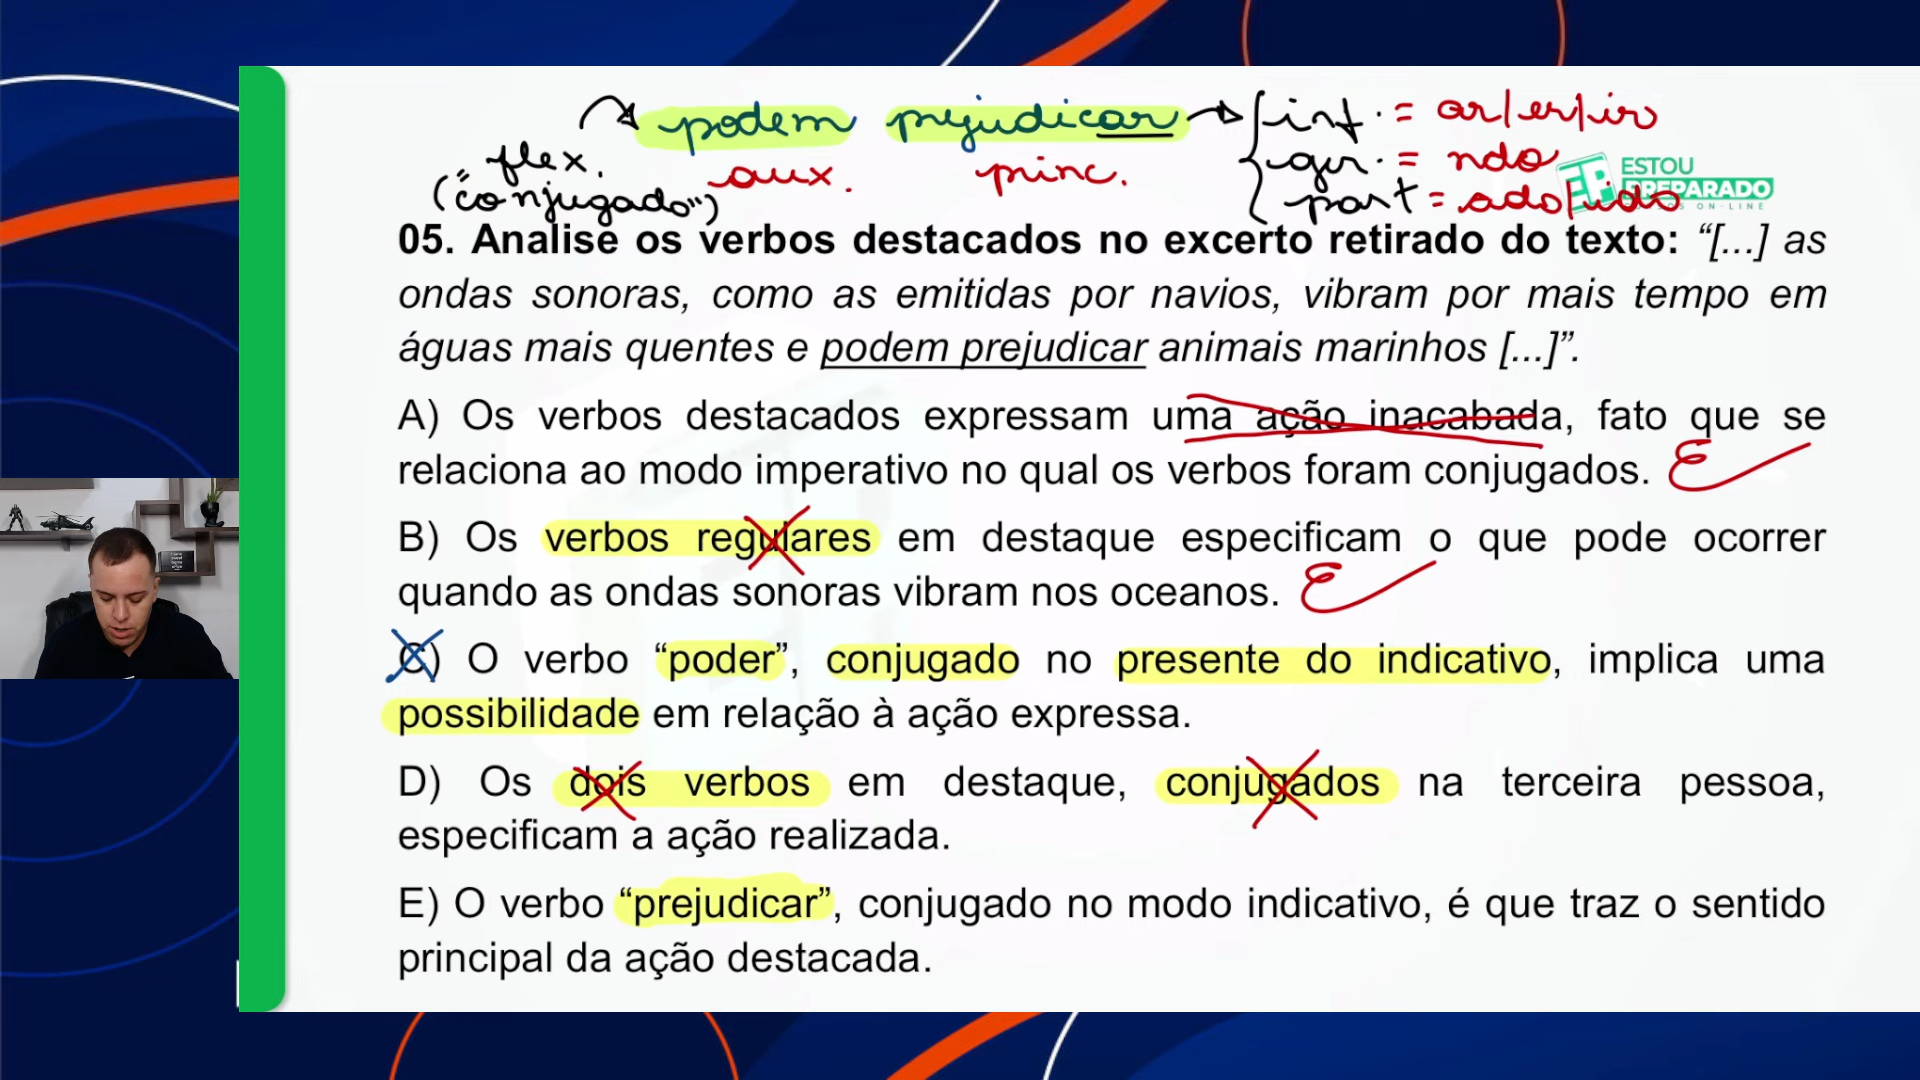 podem prejudicar int. = ar/er/ir
flex. aux. princ. ger. = ndo ESTOU
("conjugado") part = ado/ido PREPARADO
ON-LINE
05. Analise os verbos destacados no excerto retirado do texto: “[...] as
ondas sonoras, como as emitidas por navios, vibram por mais tempo em
águas mais quentes e podem prejudicar animais marinhos [...]”.
A) Os verbos destacados expressam uma ação inacabada, fato que se
relaciona ao modo imperativo no qual os verbos foram conjugados. E
B) Os verbos regulares em destaque especificam o que pode ocorrer
quando as ondas sonoras vibram nos oceanos. E
C) O verbo “poder”, conjugado no presente do indicativo, implica uma
possibilidade em relação à ação expressa.
D) Os dois verbos em destaque, conjugados na terceira pessoa,
especificam a ação realizada.
E) O verbo “prejudicar”, conjugado no modo indicativo, é que traz o sentido
principal da ação destacada.